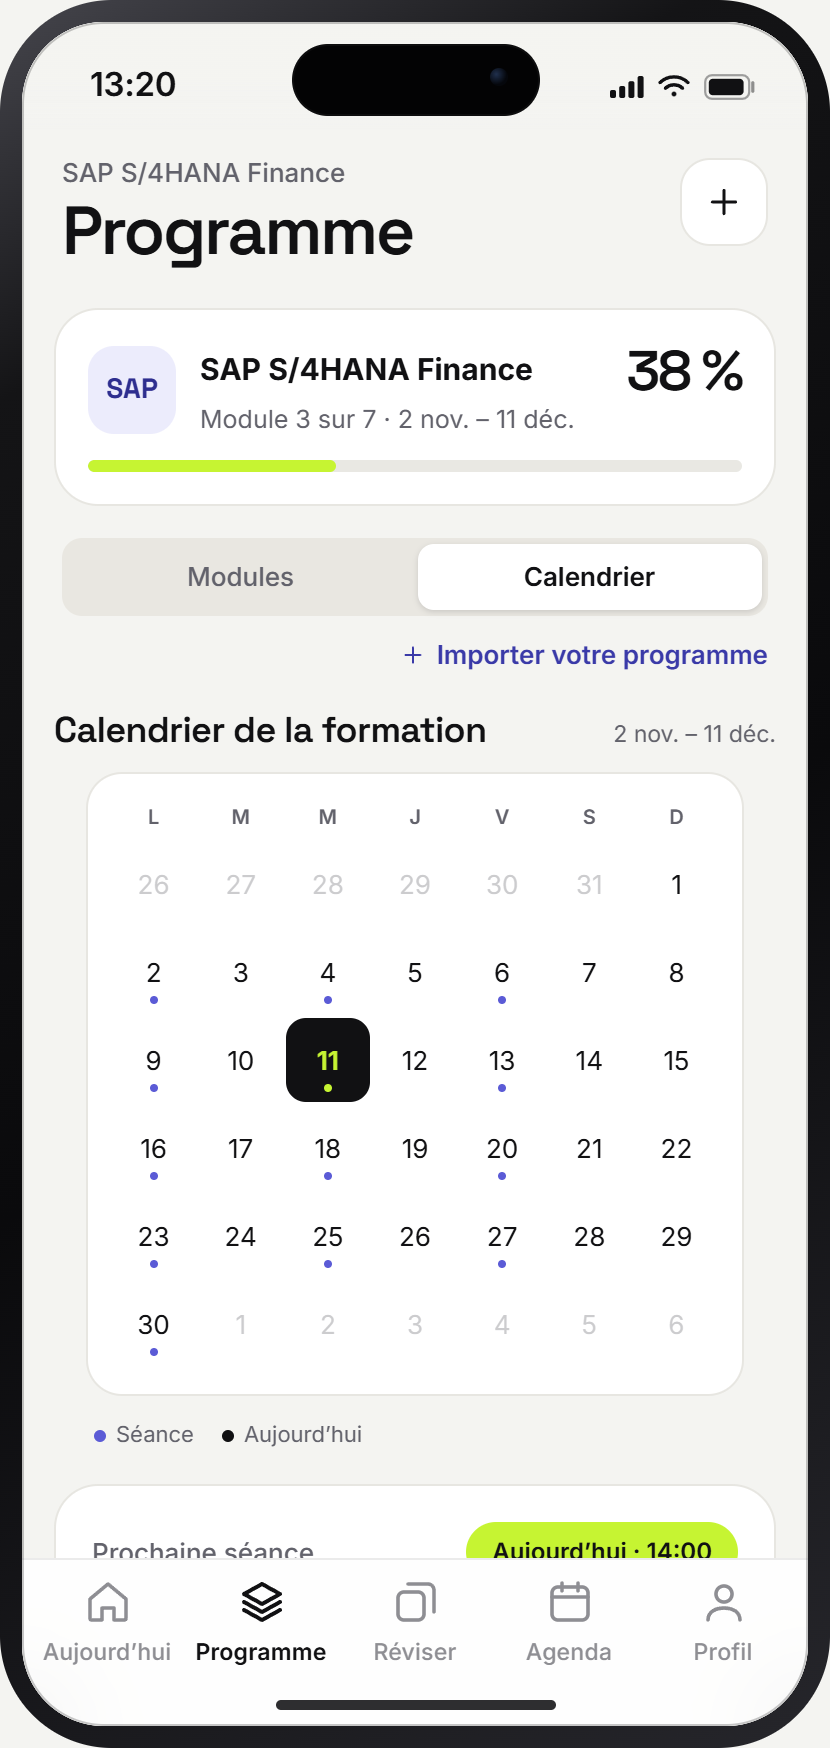 13:20
SAP S/4HANA Finance
Programme
SAP
SAP S/4HANA Finance
38 %
Module 3 sur 7 · 2 nov. – 11 déc.
Modules
Calendrier
+ Importer votre programme
Calendrier de la formation
2 nov. – 11 déc.
L M M J V S D
26 27 28 29 30 31 1
2 3 4 5 6 7 8
9 10 11 12 13 14 15
16 17 18 19 20 21 22
23 24 25 26 27 28 29
30 1 2 3 4 5 6
Séance
Aujourd’hui
Prochaine séance
Aujourd’hui · 14:00
Aujourd’hui
Programme
Réviser
Agenda
Profil